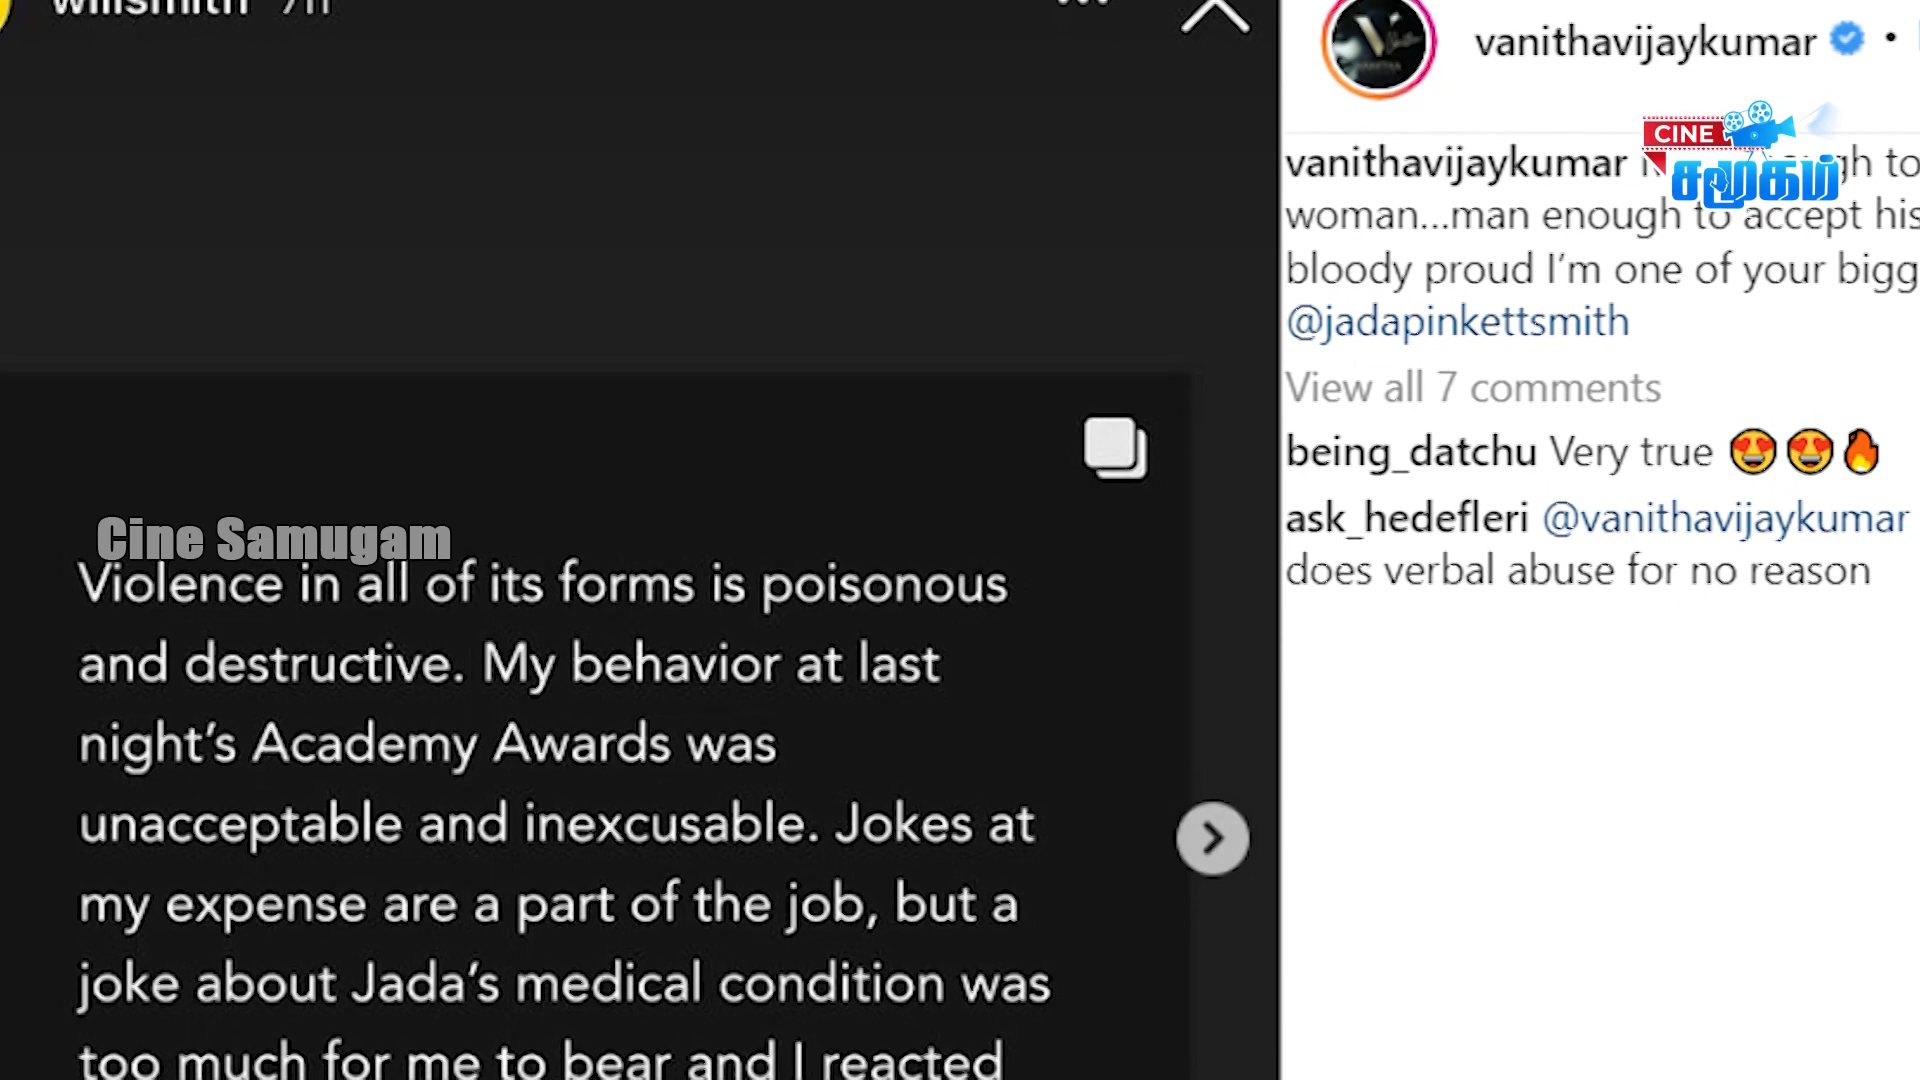 willsmith 7h
Cine Samugam
Violence in all of its forms is poisonous
and destructive. My behavior at last
night's Academy Awards was
unacceptable and inexcusable. Jokes at
my expense are a part of the job, but a
joke about Jada's medical condition was
too much for me to bear and I reacted
vanithavijaykumar •
CINE
சமூகம்
vanithavijaykumar to
woman...man enough to accept his
bloody proud I'm one of your bigg
@jadapinkettsmith
View all 7 comments
being_datchu Very true 😍😍🔥
ask_hedefleri @vanithavijaykumar
does verbal abuse for no reason